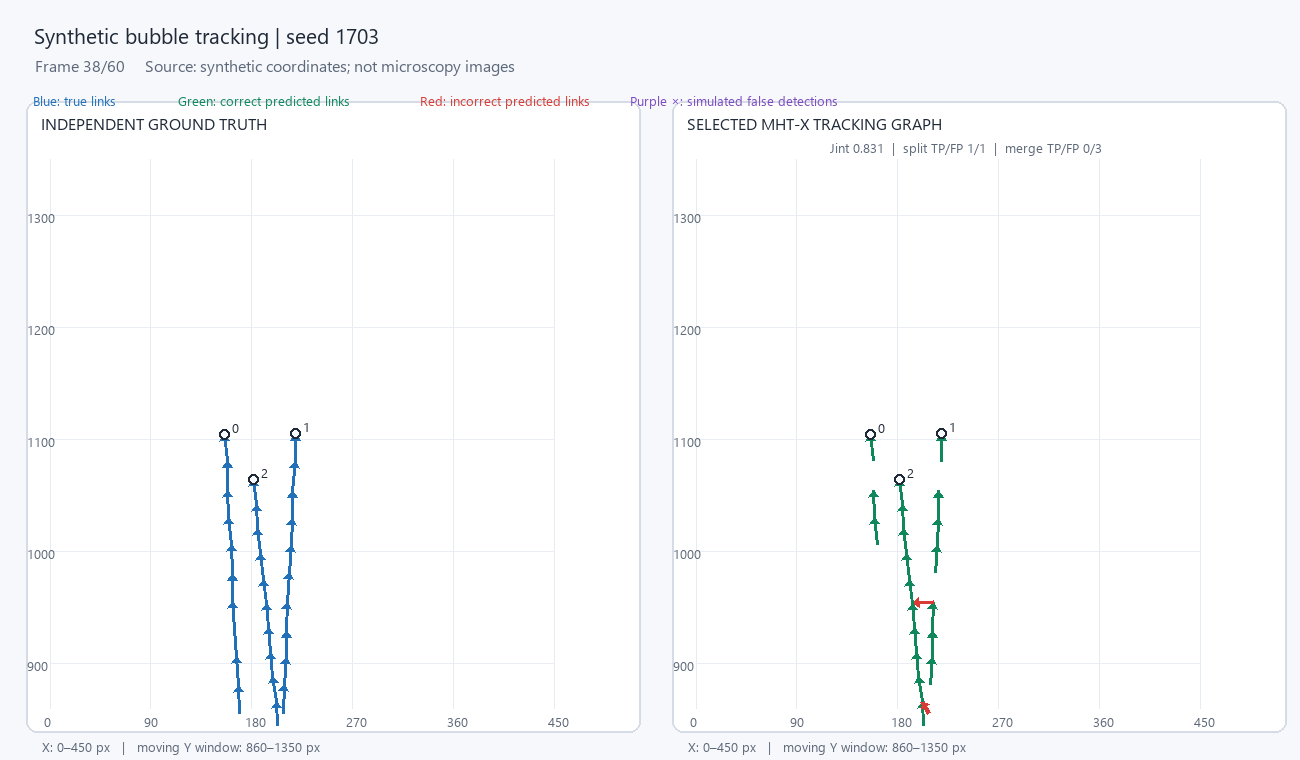 Synthetic bubble tracking | seed 1703
Frame 38/60 Source: synthetic coordinates; not microscopy images
Blue: true links Green: correct predicted links Red: incorrect predicted links Purple ×: simulated false detections
INDEPENDENT GROUND TRUTH
1300
1200
1100
1000
900
0 1
2
0 90 180 270 360 450
X: 0–450 px | moving Y window: 860–1350 px
SELECTED MHT-X TRACKING GRAPH
Jint 0.831 | split TP/FP 1/1 | merge TP/FP 0/3
1300
1200
1100
1000
900
0 1
2
0 90 180 270 360 450
X: 0–450 px | moving Y window: 860–1350 px